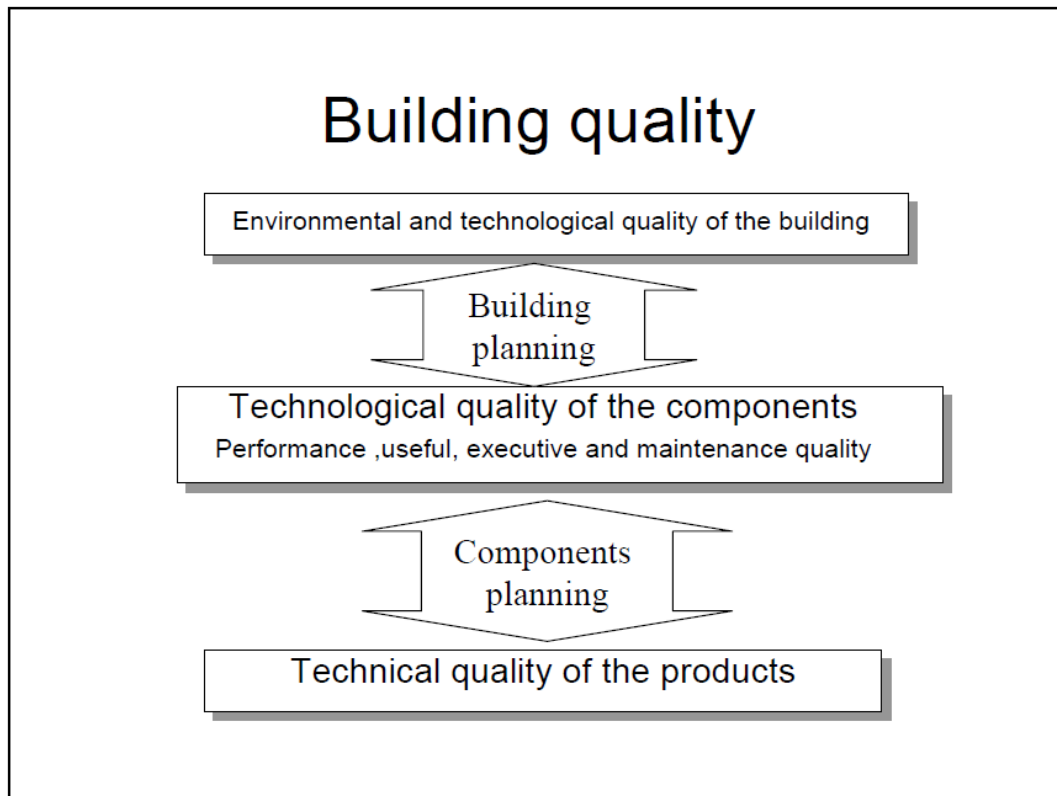 Building quality
Environmental and technological quality of the building
Building
planning
Technological quality of the components
Performance ,useful, executive and maintenance quality
Components
planning
Technical quality of the products